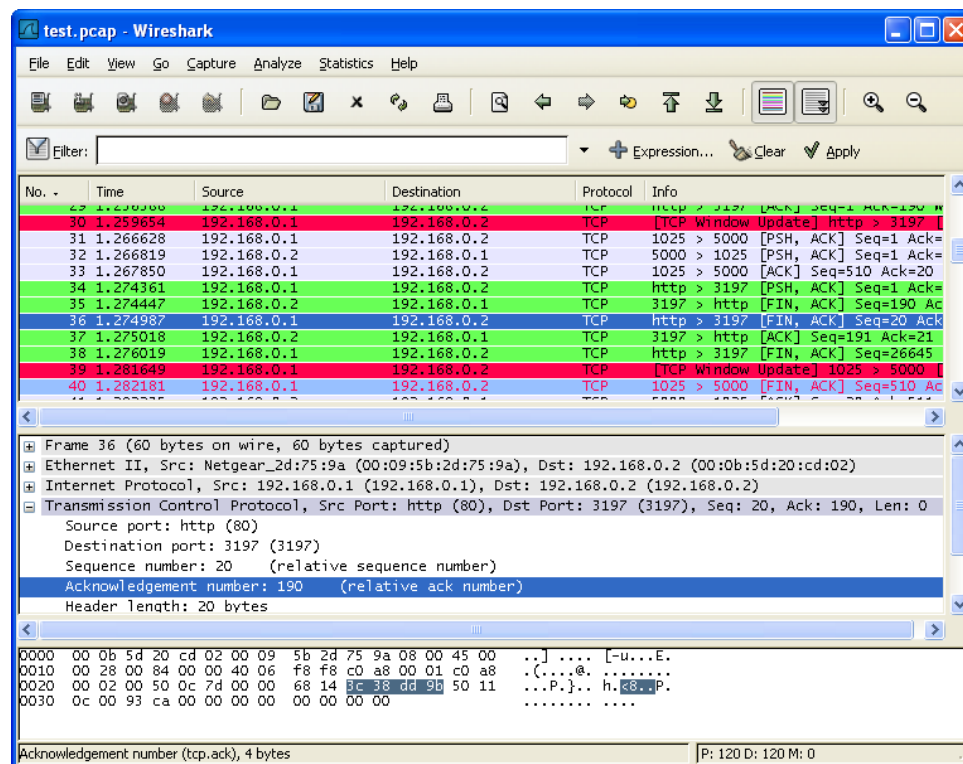 test.pcap - Wireshark
File Edit View Go Capture Analyze Statistics Help
Filter: Expression... Clear Apply
No. - Time Source Destination Protocol Info
29 1.256588 192.168.0.1 192.168.0.2 TCP http > 3197 [ACK] Seq=1 Ack=190 W
30 1.259654 192.168.0.1 192.168.0.2 TCP [TCP Window Update] http > 3197 [
31 1.266628 192.168.0.1 192.168.0.2 TCP 1025 > 5000 [PSH, ACK] Seq=1 Ack=
32 1.266819 192.168.0.2 192.168.0.1 TCP 5000 > 1025 [PSH, ACK] Seq=1 Ack=
33 1.267850 192.168.0.1 192.168.0.2 TCP 1025 > 5000 [ACK] Seq=510 Ack=20
34 1.274361 192.168.0.1 192.168.0.2 TCP http > 3197 [PSH, ACK] Seq=1 Ack=
35 1.274447 192.168.0.2 192.168.0.1 TCP 3197 > http [FIN, ACK] Seq=190 Ac
36 1.274987 192.168.0.1 192.168.0.2 TCP http > 3197 [FIN, ACK] Seq=20 Ack
37 1.275018 192.168.0.2 192.168.0.1 TCP 3197 > http [ACK] Seq=191 Ack=21
38 1.276019 192.168.0.1 192.168.0.2 TCP http > 3197 [FIN, ACK] Seq=26645
39 1.281649 192.168.0.1 192.168.0.2 TCP [TCP Window Update] 1025 > 5000 [
40 1.282181 192.168.0.1 192.168.0.2 TCP 1025 > 5000 [FIN, ACK] Seq=510 Ac
Frame 36 (60 bytes on wire, 60 bytes captured)
Ethernet II, Src: Netgear_2d:75:9a (00:09:5b:2d:75:9a), Dst: 192.168.0.2 (00:0b:5d:20:cd:02)
Internet Protocol, Src: 192.168.0.1 (192.168.0.1), Dst: 192.168.0.2 (192.168.0.2)
Transmission Control Protocol, Src Port: http (80), Dst Port: 3197 (3197), Seq: 20, Ack: 190, Len: 0
Source port: http (80)
Destination port: 3197 (3197)
Sequence number: 20 (relative sequence number)
Acknowledgement number: 190 (relative ack number)
Header length: 20 bytes
0000 00 0b 5d 20 cd 02 00 09 5b 2d 75 9a 08 00 45 00 ..] .... [-u...E.
0010 00 28 00 84 00 00 40 06 f8 f8 c0 a8 00 01 c0 a8 .(....@. ........
0020 00 02 00 50 0c 7d 00 00 68 14 3c 38 dd 9b 50 11 ...P.}.. h.<8..P.
0030 0c 00 93 ca 00 00 00 00 00 00 00 00 ........ ....
Acknowledgement number (tcp.ack), 4 bytes P: 120 D: 120 M: 0